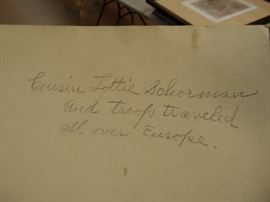 Cousin Lottie Schorman
and troop traveled
all over Europe.